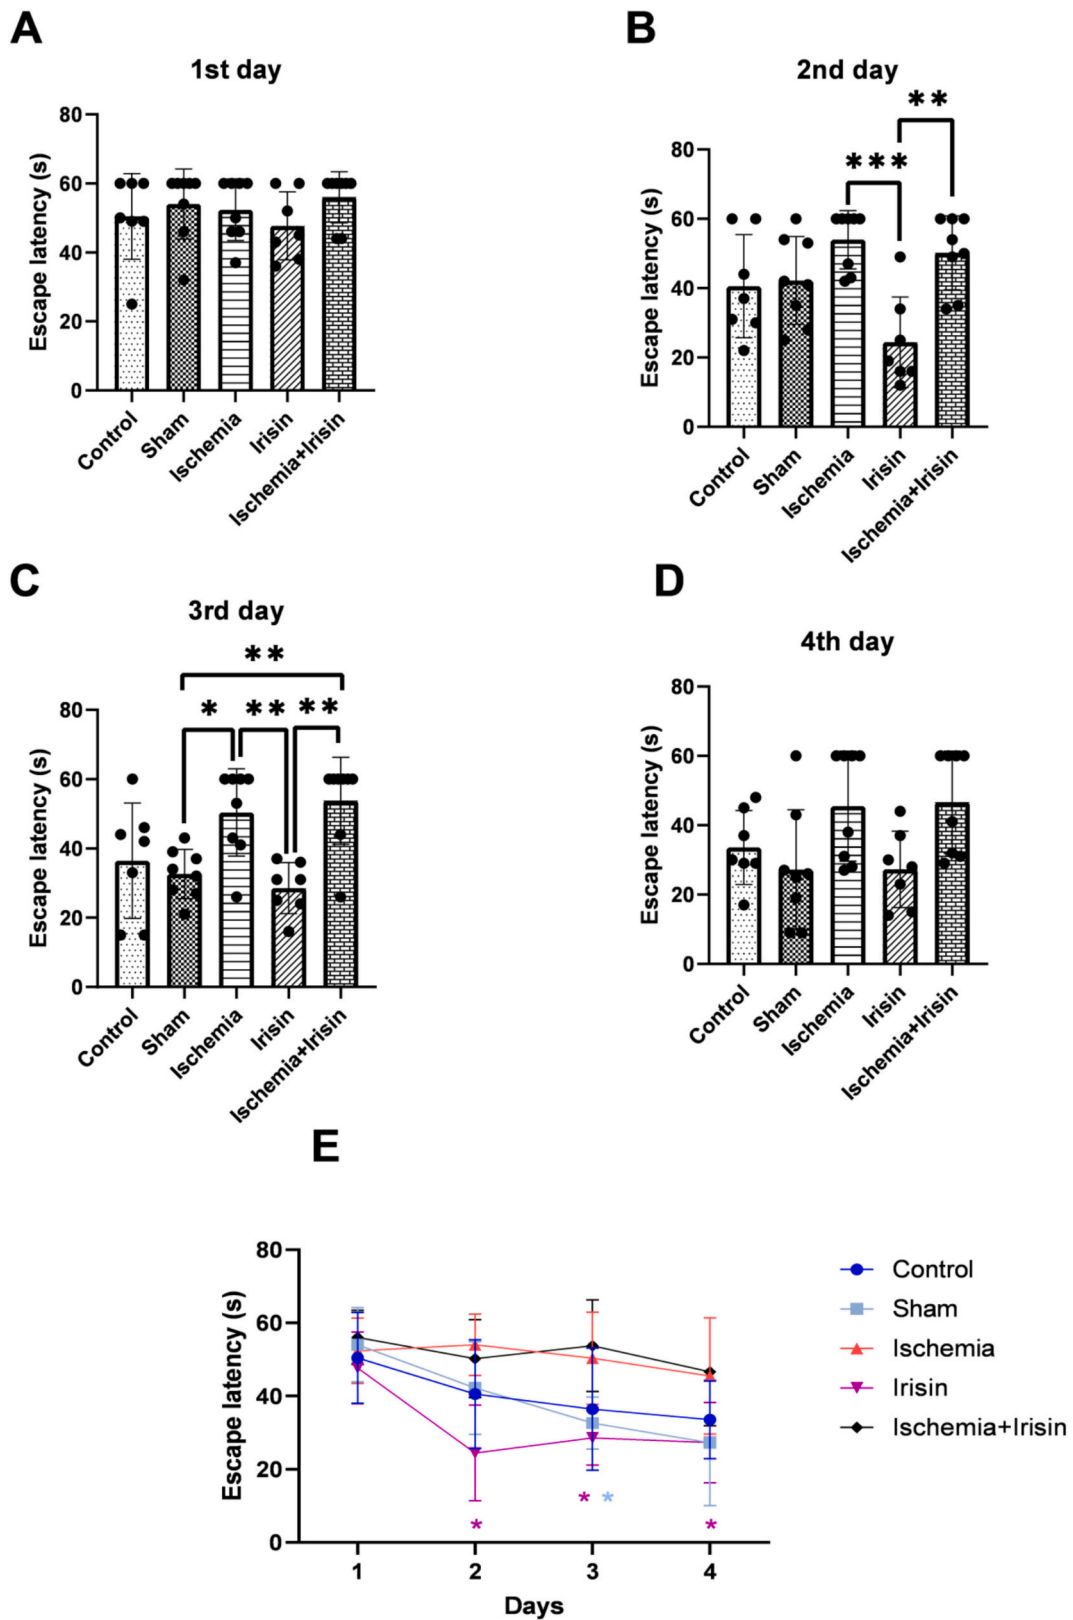 A
1st day
Escape latency (s)
80
60
40
20
0
Control
Sham
Ischemia
Irisin
Ischemia+Irisin
B
2nd day
**
***
Escape latency (s)
80
60
40
20
0
Control
Sham
Ischemia
Irisin
Ischemia+Irisin
C
3rd day
**
* ** **
Escape latency (s)
80
60
40
20
0
Control
Sham
Ischemia
Irisin
Ischemia+Irisin
D
4th day
Escape latency (s)
80
60
40
20
0
Control
Sham
Ischemia
Irisin
Ischemia+Irisin
E
Escape latency (s)
80
60
40
20
0
* *
* *
1 2 3 4
Days
Control
Sham
Ischemia
Irisin
Ischemia+Irisin